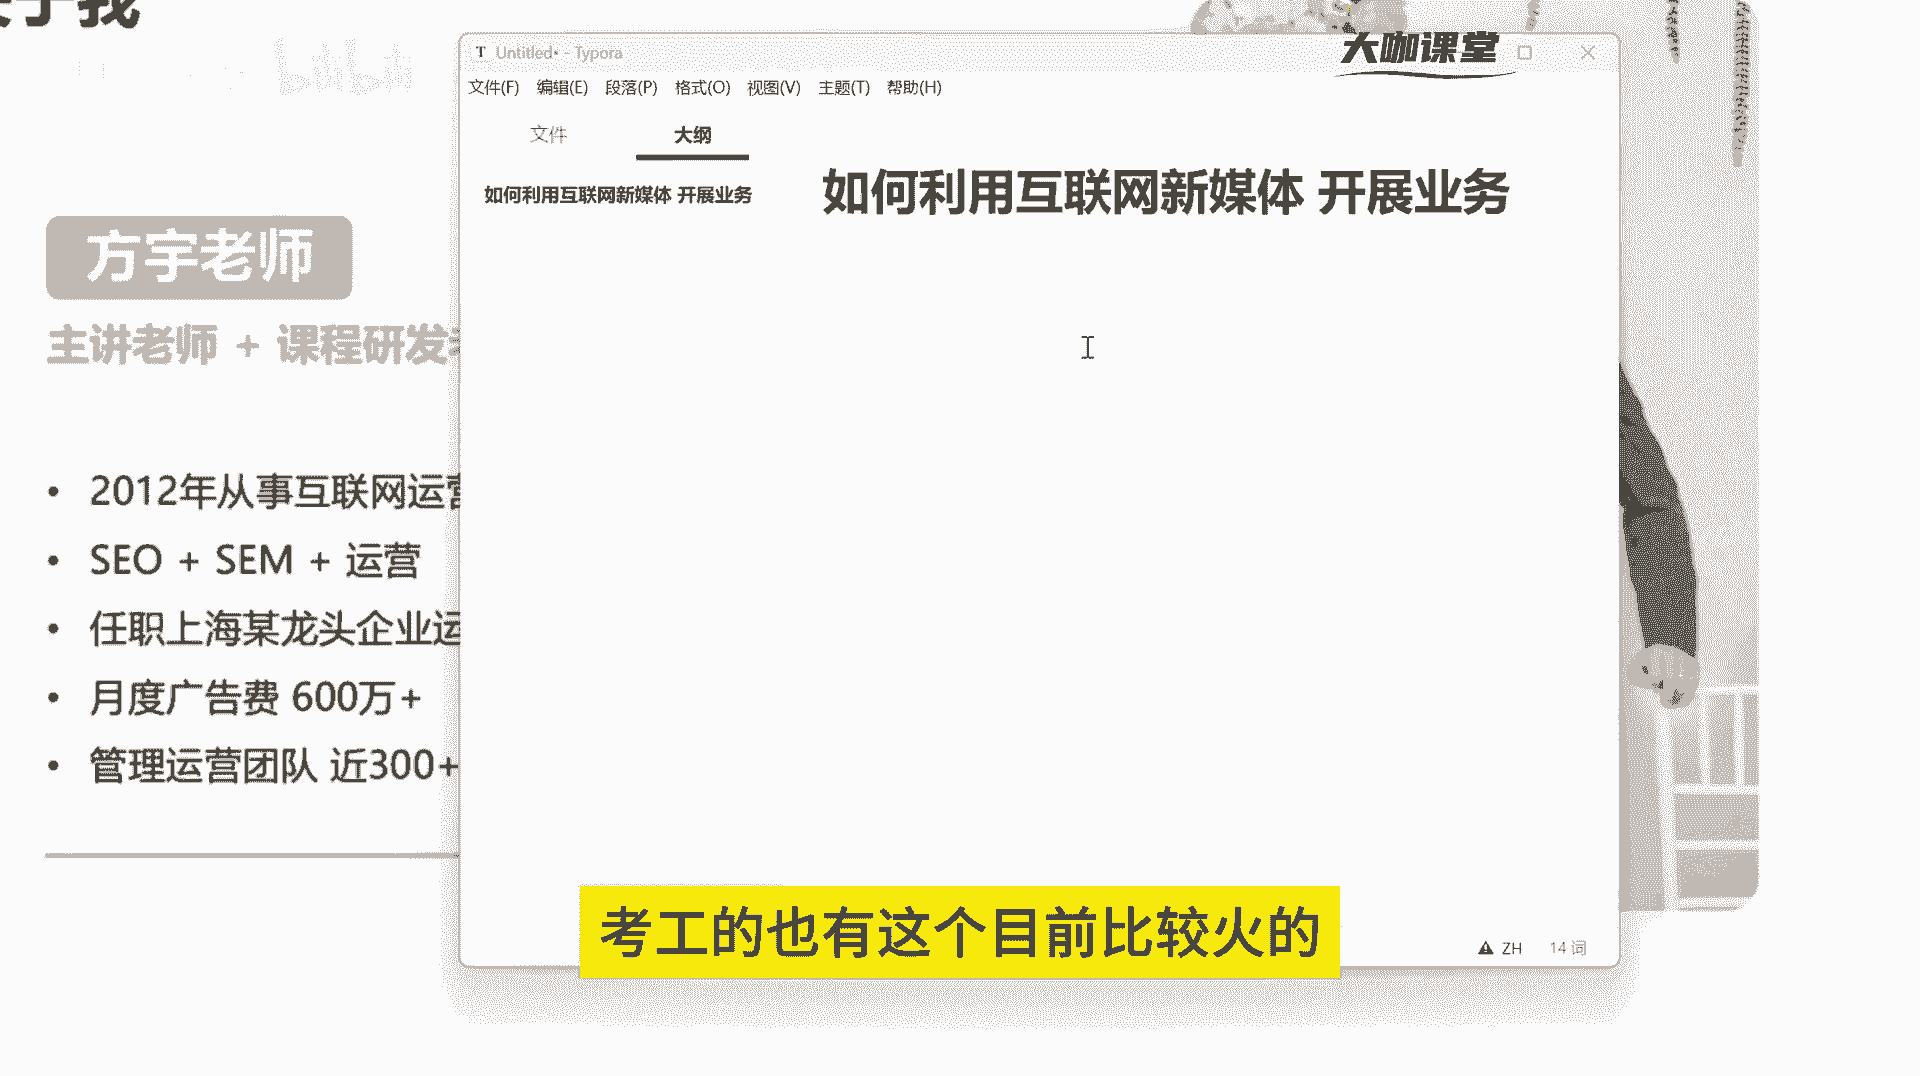 于我
bilibili
大咖课堂
T Untitled• - Typora
文件(F) 编辑(E) 段落(P) 格式(O) 视图(V) 主题(T) 帮助(H)
文件 大纲
如何利用互联网新媒体 开展业务
如何利用互联网新媒体 开展业务
方宇老师
主讲老师 + 课程研发
• 2012年从事互联网运营
• SEO + SEM + 运营
• 任职上海某龙头企业运
• 月度广告费 600万+
• 管理运营团队 近300+
考工的也有这个目前比较火的
ZH 14 词